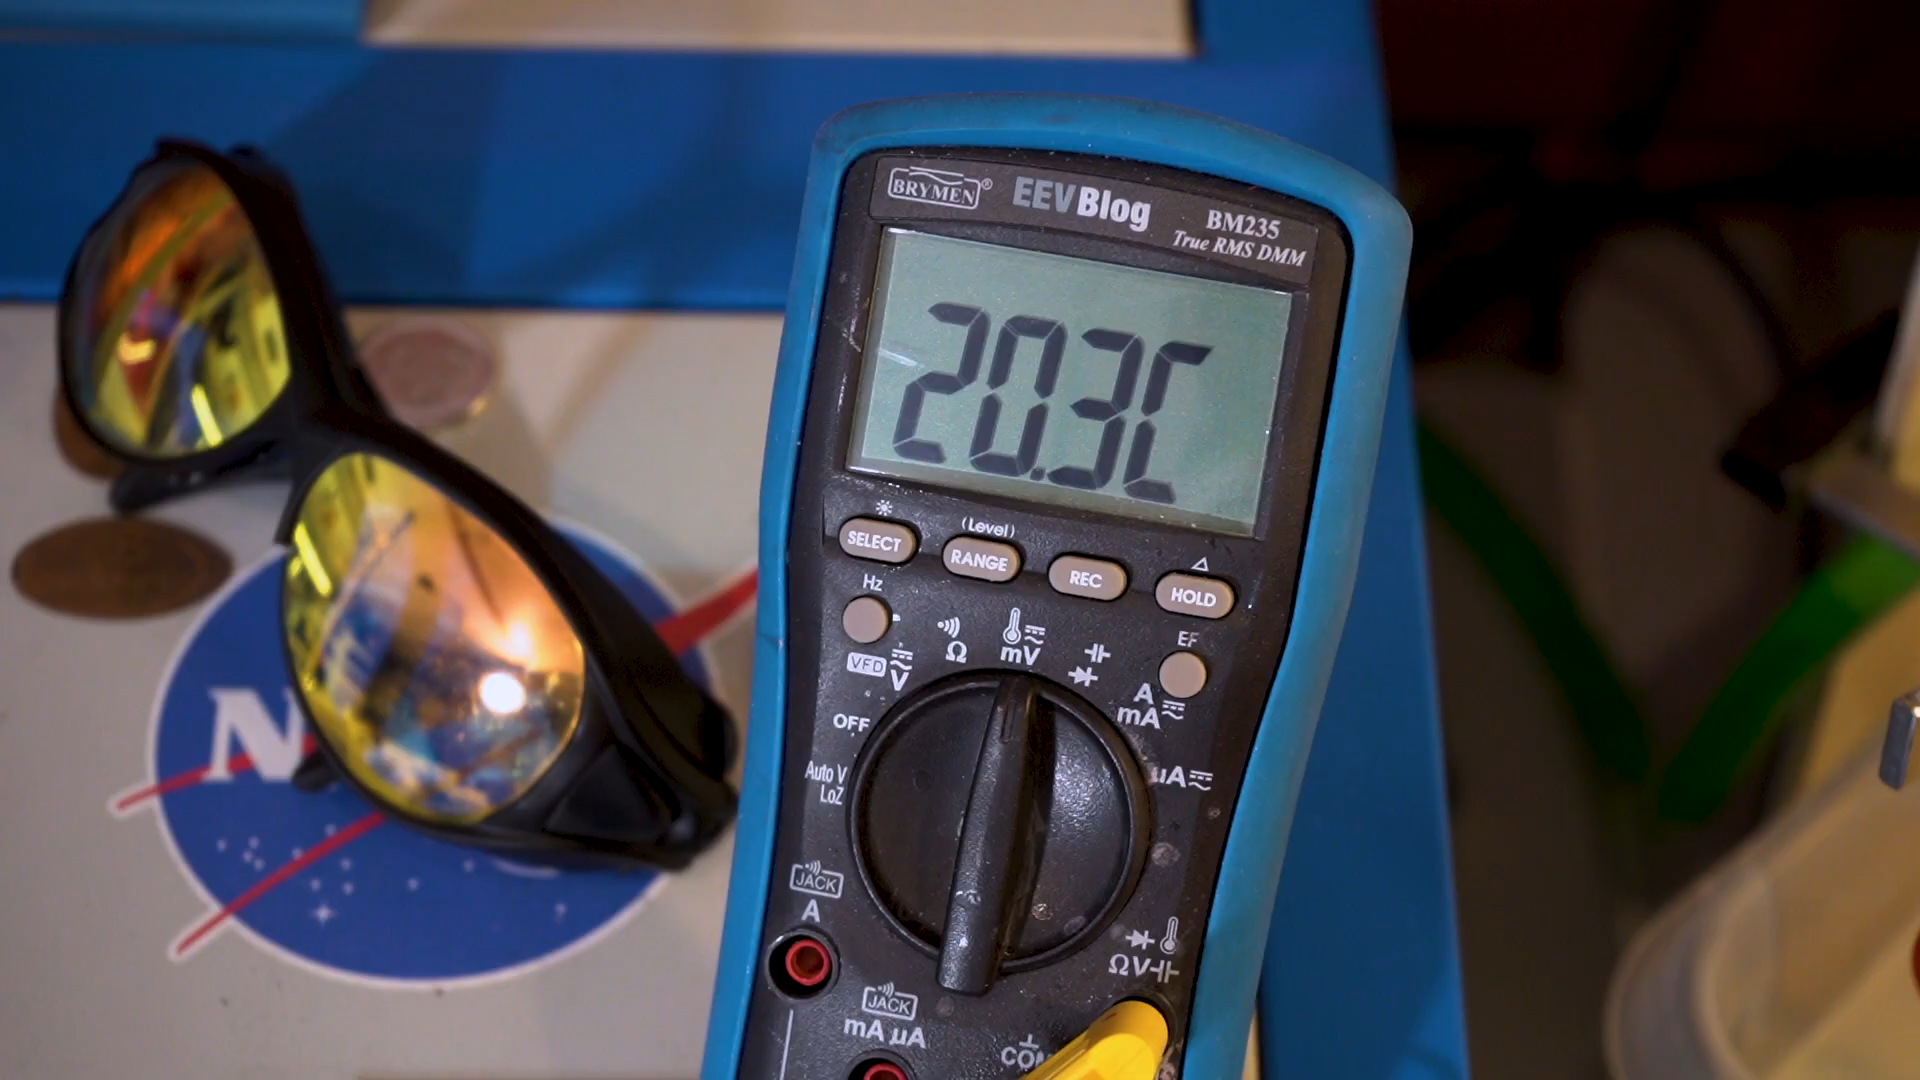 BRYMEN® EEVBlog BM235
True RMS DMM
20.3C
(Level)
SELECT RANGE REC HOLD
Hz
EF
VFD V
Ω
mV
A
mA
OFF
µA
Auto V
LoZ
JACK
A
ΩV
JACK
mA µA
COM
N